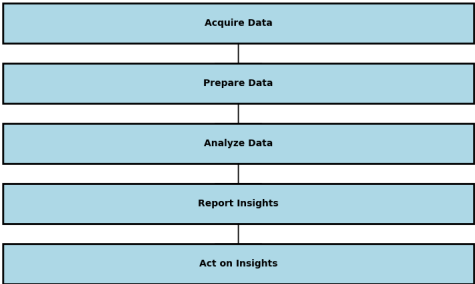 Acquire Data
Prepare Data
Analyze Data
Report Insights
Act on Insights